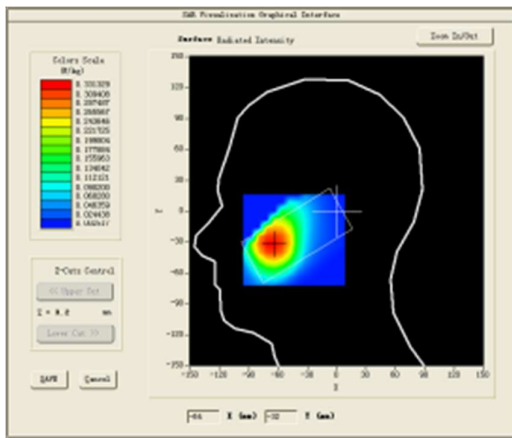 SAR Visualisation Graphical Interface
Surface Radiated Intensity
Zoom In/Out
Colors Scale
(W/kg)
0.331329
0.309408
0.287487
0.265567
0.243646
0.221725
0.199804
0.177884
0.155963
0.134042
0.112121
0.090200
0.068280
0.046359
0.024438
Z-Cuts Control
<< Upper Cut
Lower Cut >>
SAVE
Cancel
150
120
90
60
30
0
-30
-60
-90
-120
-150
Y
-150 -120 -90 -60 -30 0 30 60 90 120 150
X
-64 X (mm) -32 Y (mm)